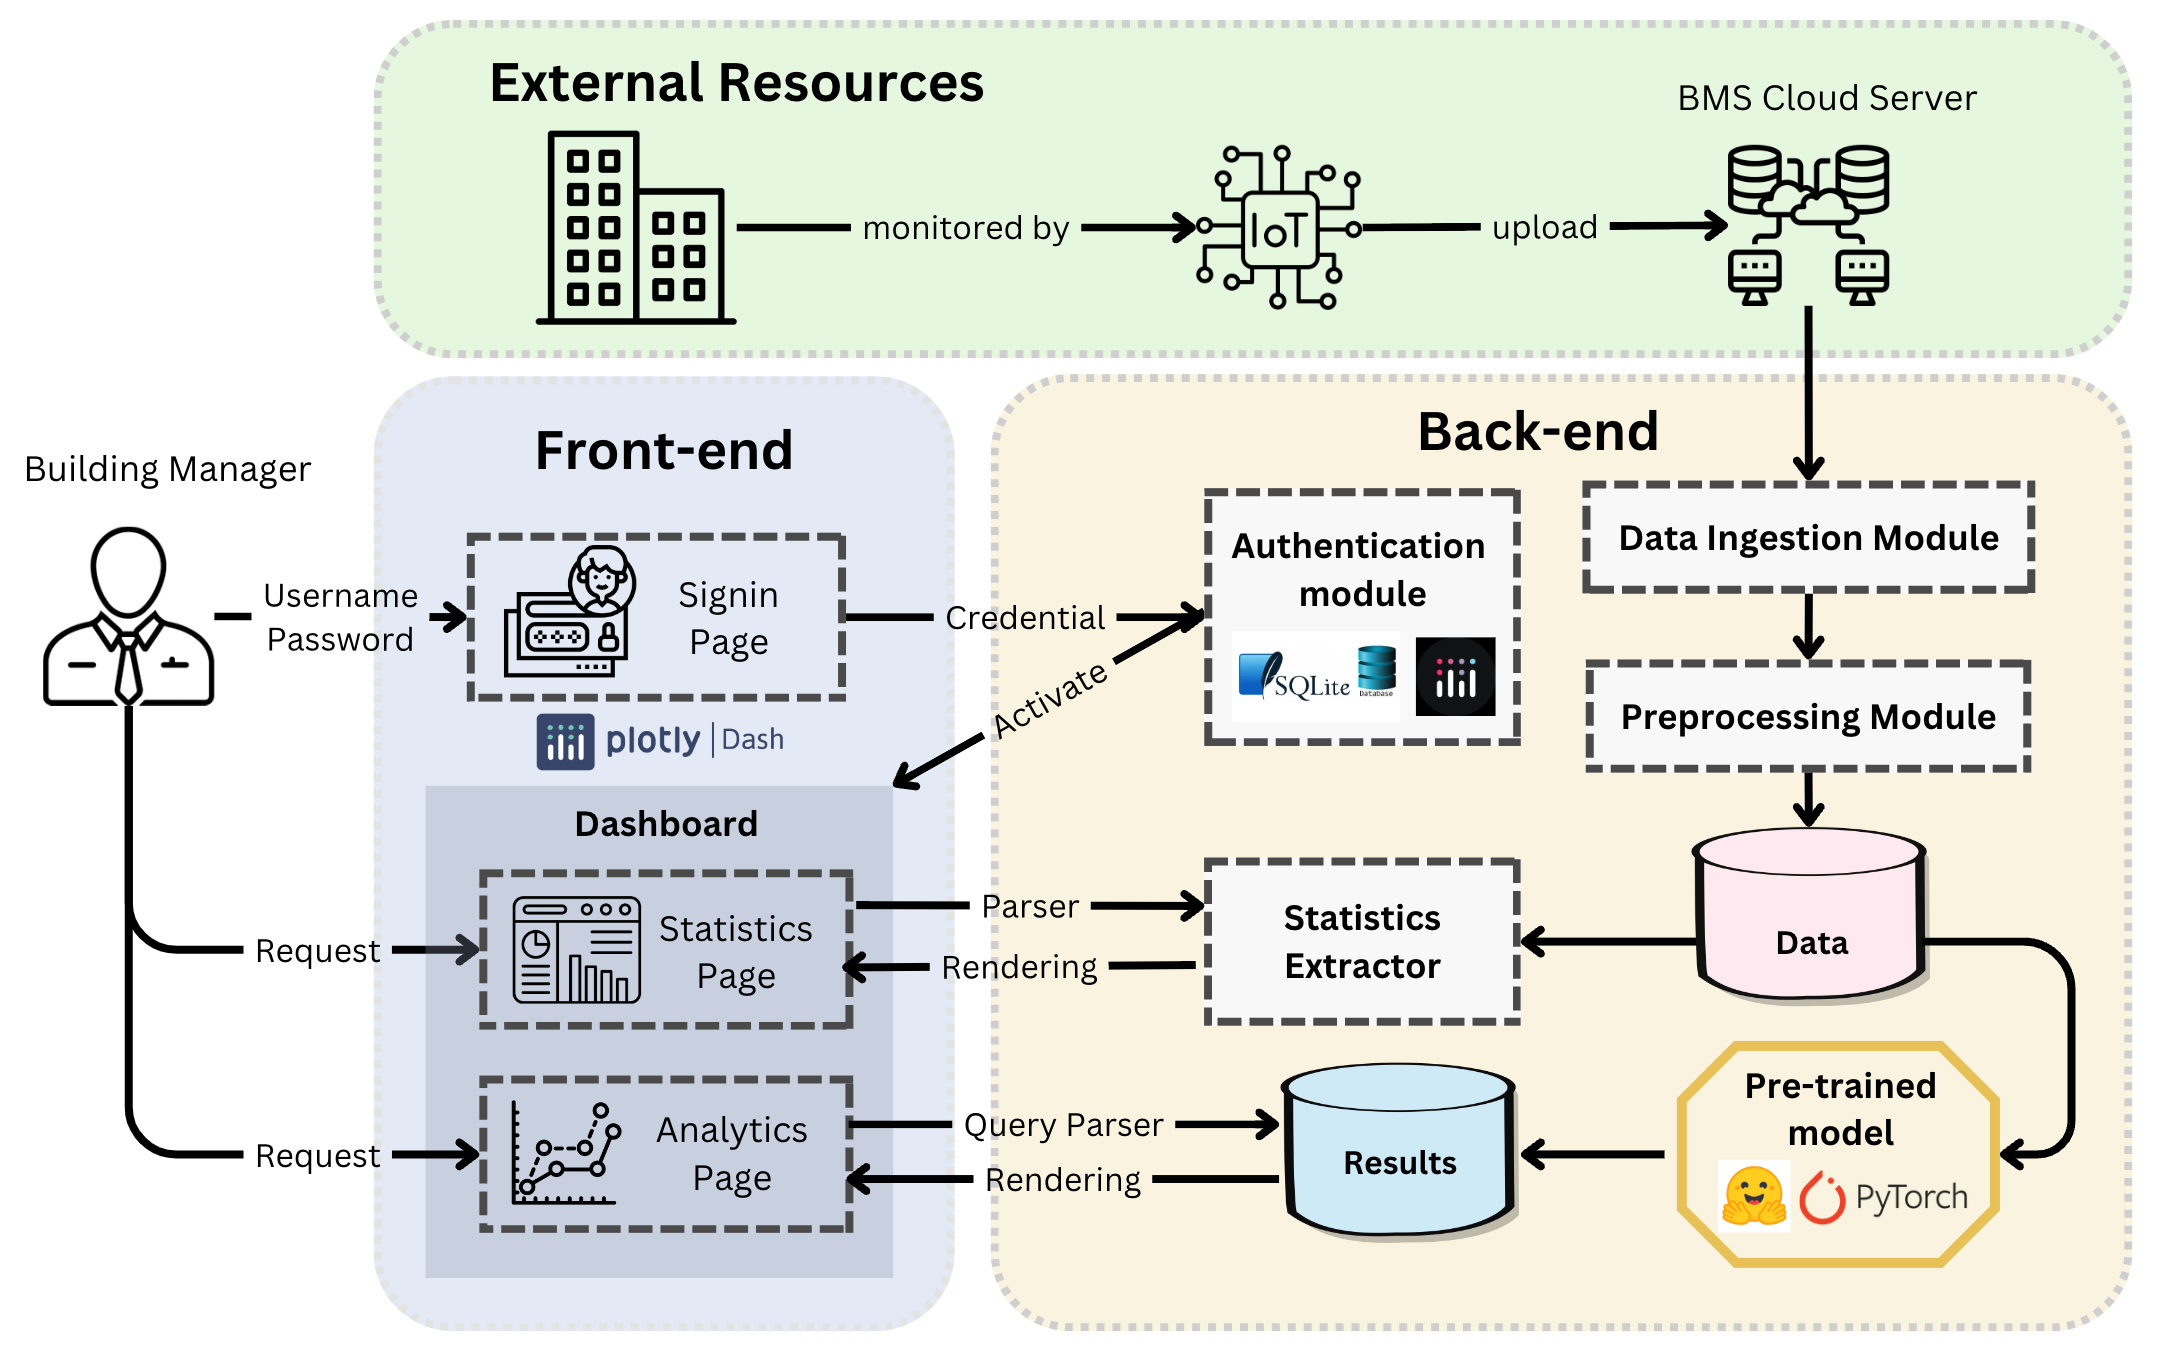 External Resources
BMS Cloud Server
monitored by
IoT
upload
Building Manager
Username
Password
Front-end
Signin
Page
plotly | Dash
Credential
Activate
Dashboard
Request
Statistics
Page
Parser
Rendering
Request
Analytics
Page
Query Parser
Rendering
Back-end
Authentication
module
SQLite
Database
Data Ingestion Module
Preprocessing Module
Statistics
Extractor
Data
Results
Pre-trained
model
PyTorch